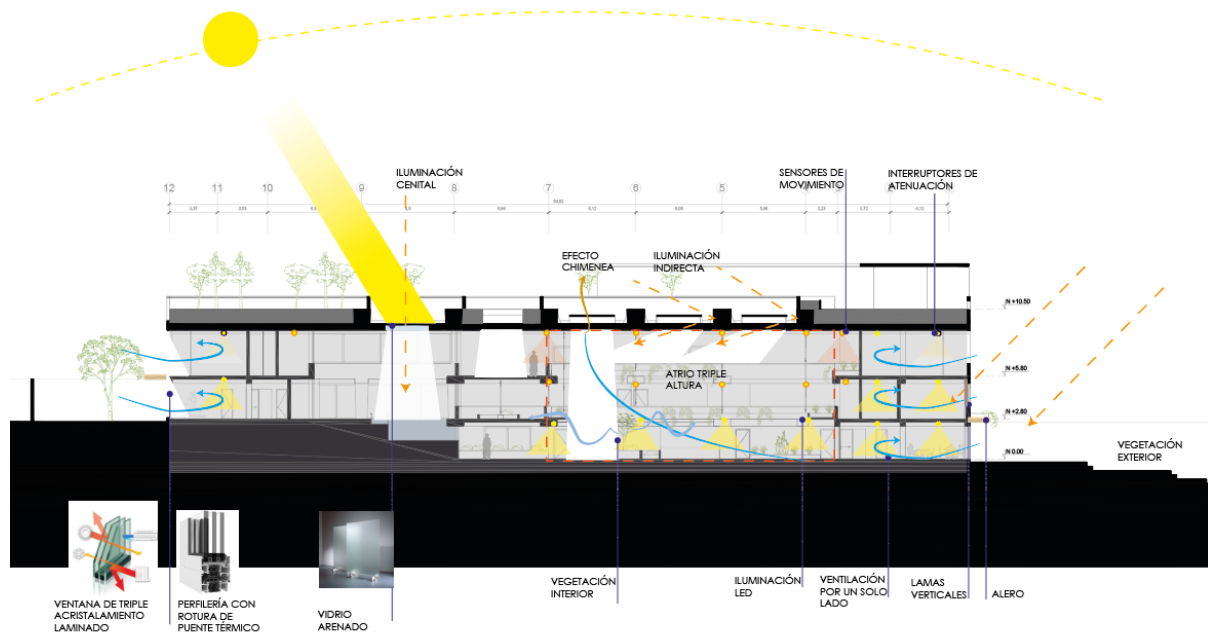 ILUMINACIÓN
CENITAL
SENSORES DE
MOVIMIENTO
INTERRUPTORES DE
ATENUACIÓN
12
11
10
9
8
7
6
5
EFECTO
CHIMENEA
ILUMINACIÓN
INDIRECTA
N +10.50
ATRIO TRIPLE
ALTURA
N +5.80
N +2.80
N 0.00
VEGETACIÓN
EXTERIOR
VENTANA DE TRIPLE
ACRISTALAMIENTO
LAMINADO
PERFILERÍA CON
ROTURA DE
PUENTE TÉRMICO
VIDRIO
ARENADO
VEGETACIÓN
INTERIOR
ILUMINACIÓN
LED
VENTILACIÓN
POR UN SOLO
LADO
LAMAS
VERTICALES
ALERO